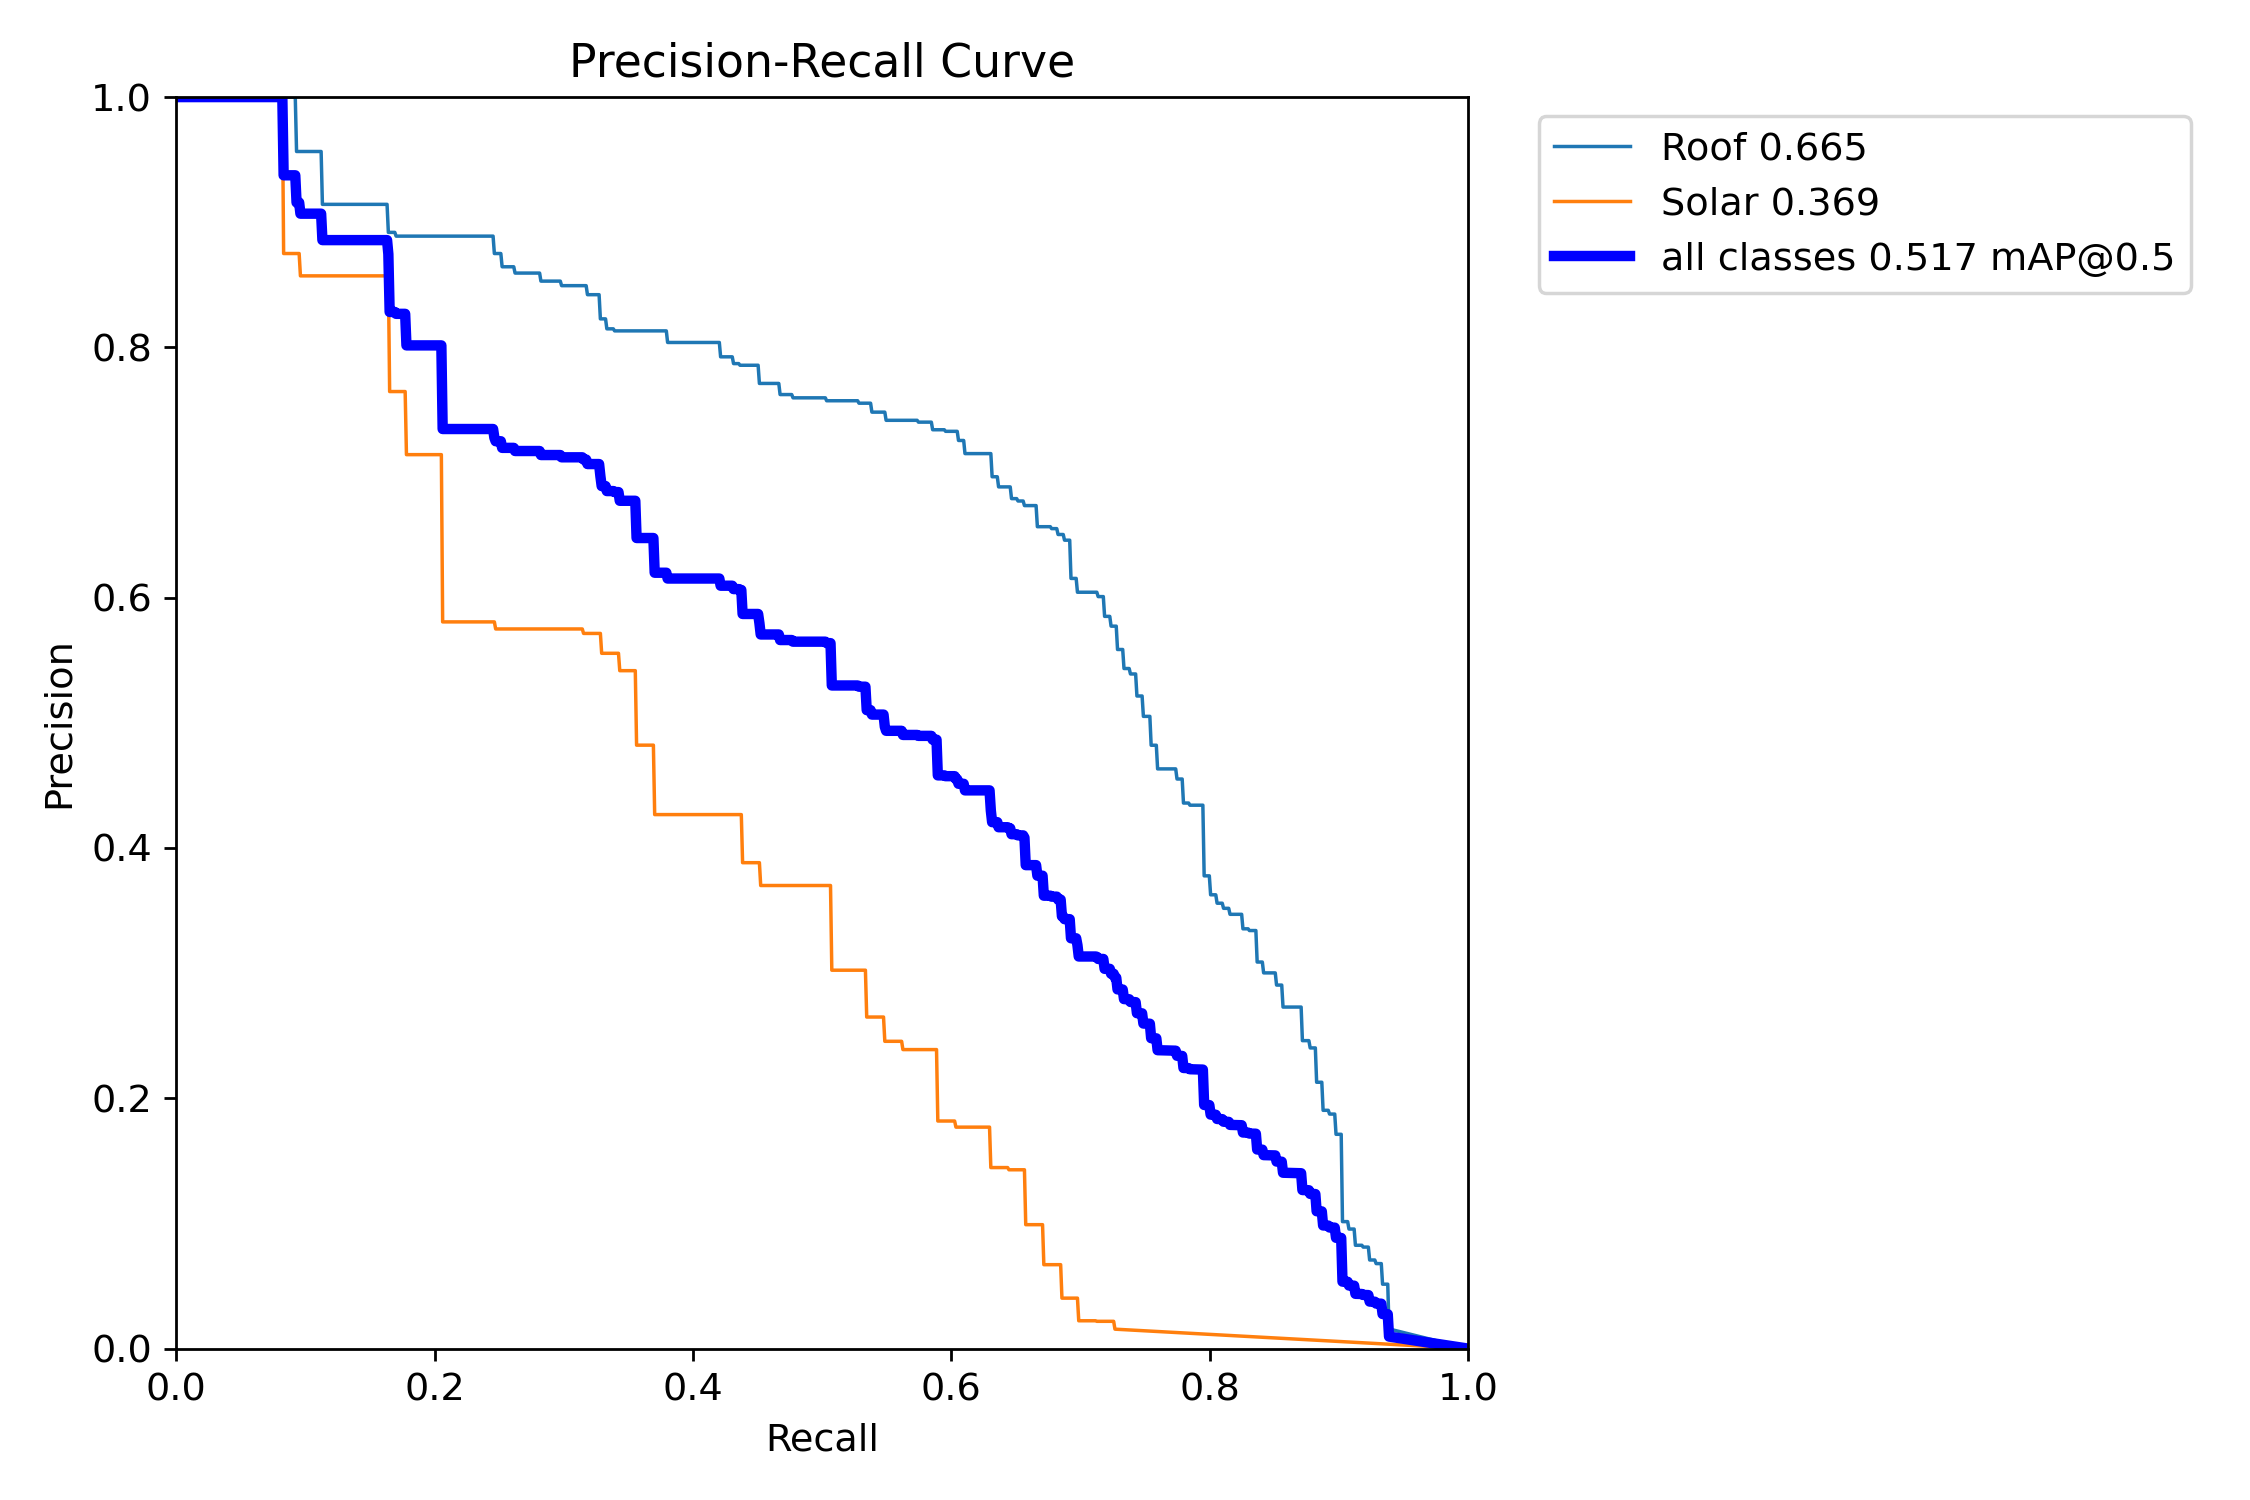 Precision-Recall Curve
1.0
0.8
0.6
0.4
0.2
0.0
Precision
0.0 0.2 0.4 0.6 0.8 1.0
Recall
Roof 0.665
Solar 0.369
all classes 0.517 mAP@0.5